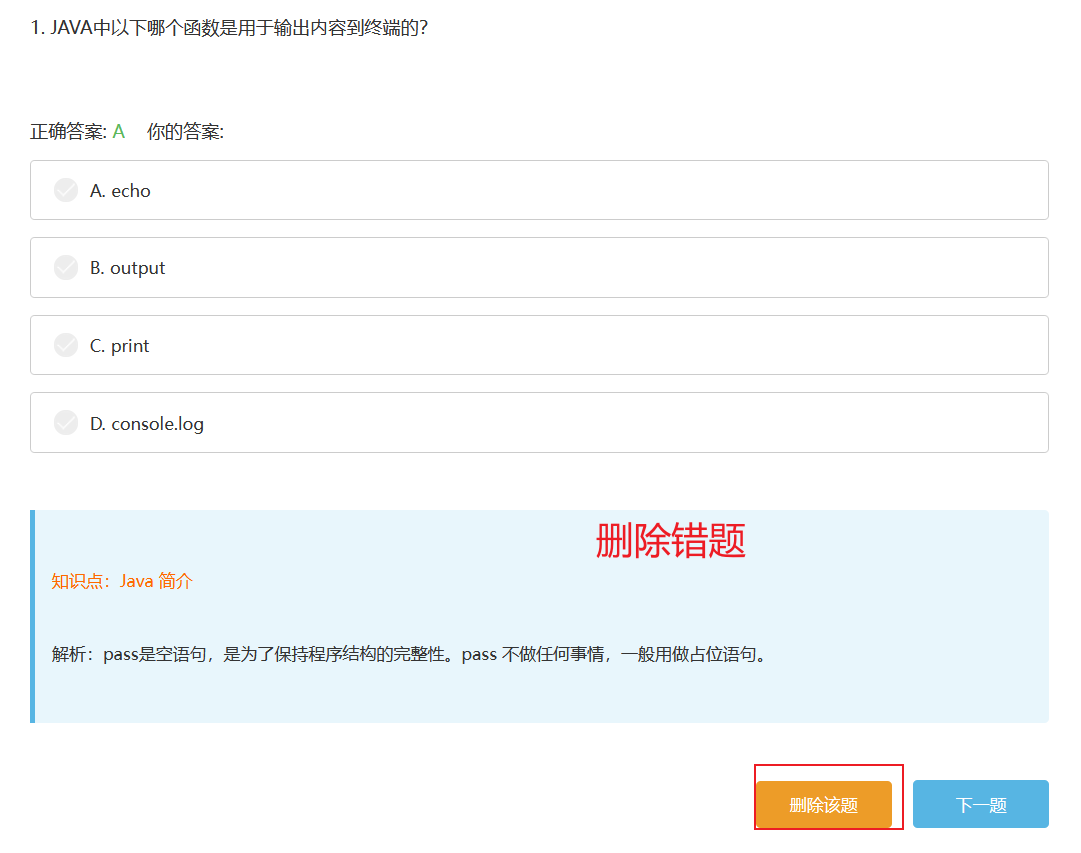 1. JAVA中以下哪个函数是用于输出内容到终端的?
正确答案: A 你的答案:
A. echo
B. output
C. print
D. console.log
删除错题
知识点：Java 简介
解析：pass是空语句，是为了保持程序结构的完整性。pass 不做任何事情，一般用做占位语句。
删除该题 下一题